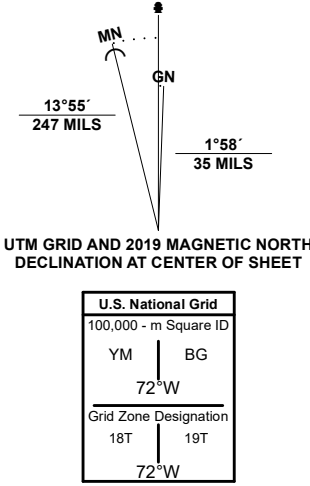 MN
GN
13°55´
247 MILS
1°58´
35 MILS
UTM GRID AND 2019 MAGNETIC NORTH
DECLINATION AT CENTER OF SHEET
U.S. National Grid
100,000 - m Square ID
YM BG
72°W
Grid Zone Designation
18T 19T
72°W